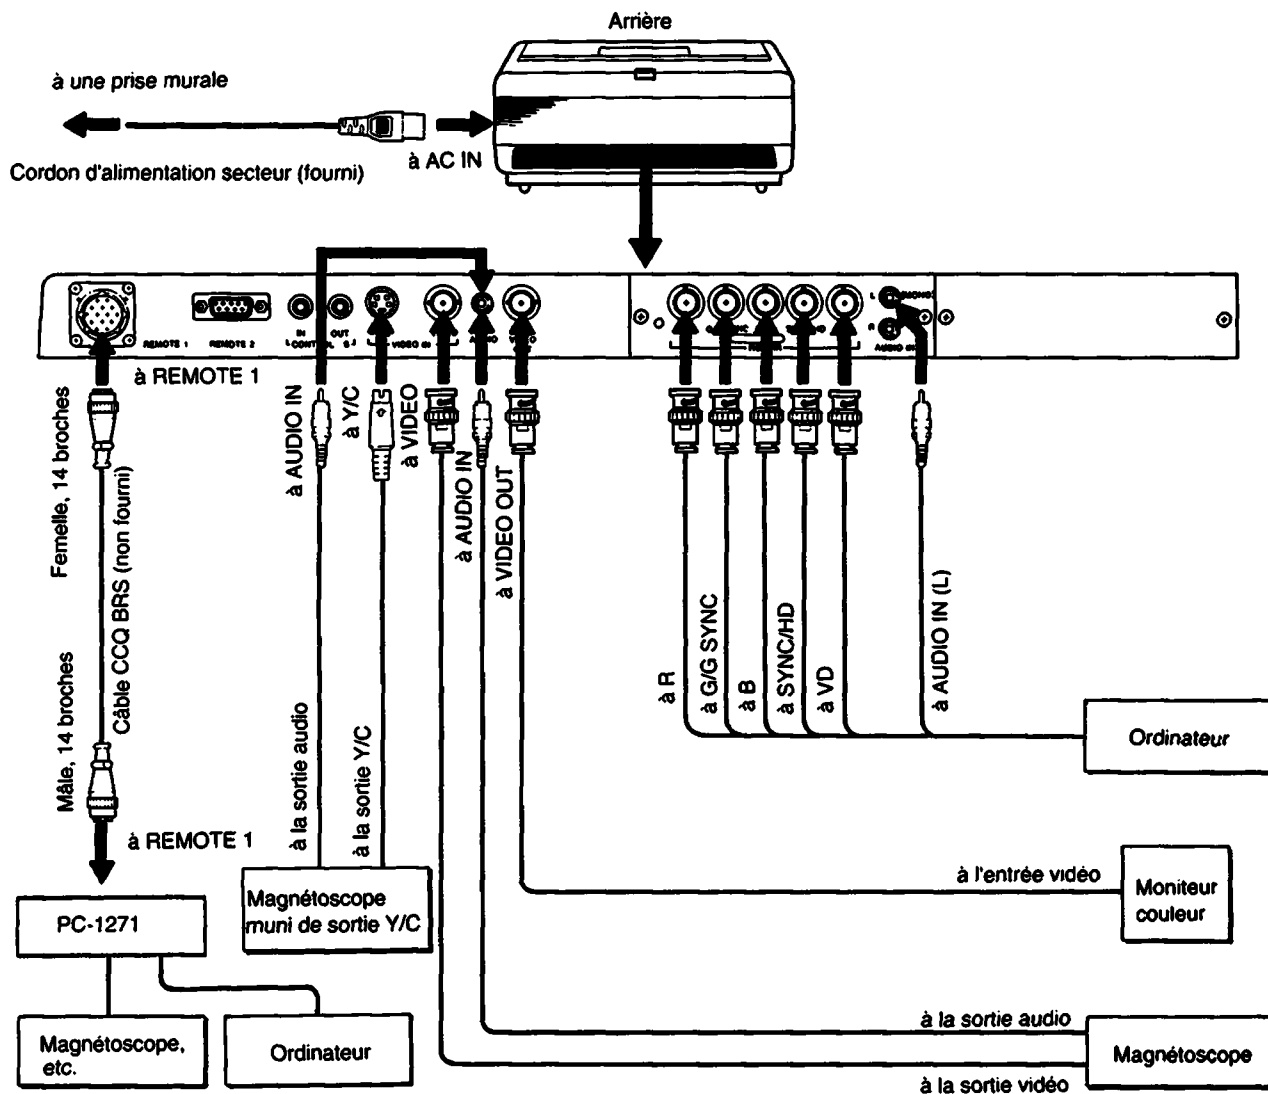 Arrière
à une prise murale
à AC IN
Cordon d'alimentation secteur (fourni)
REMOTE 1
REMOTE 2
IN
OUT
CONTROL S
VIDEO IN
L
R
AUDIO IN
à REMOTE 1
Femelle, 14 broches
Câble CCQ BRS (non fourni)
Mâle, 14 broches
à REMOTE 1
à AUDIO IN
à Y/C
à VIDEO
à AUDIO IN
à VIDEO OUT
à R
à G/G SYNC
à B
à SYNC/HD
à VD
à AUDIO IN (L)
à la sortie audio
à la sortie Y/C
Ordinateur
à l'entrée vidéo
Moniteur
couleur
PC-1271
Magnétoscope
muni de sortie Y/C
Magnétoscope,
etc.
Ordinateur
à la sortie audio
Magnétoscope
à la sortie vidéo